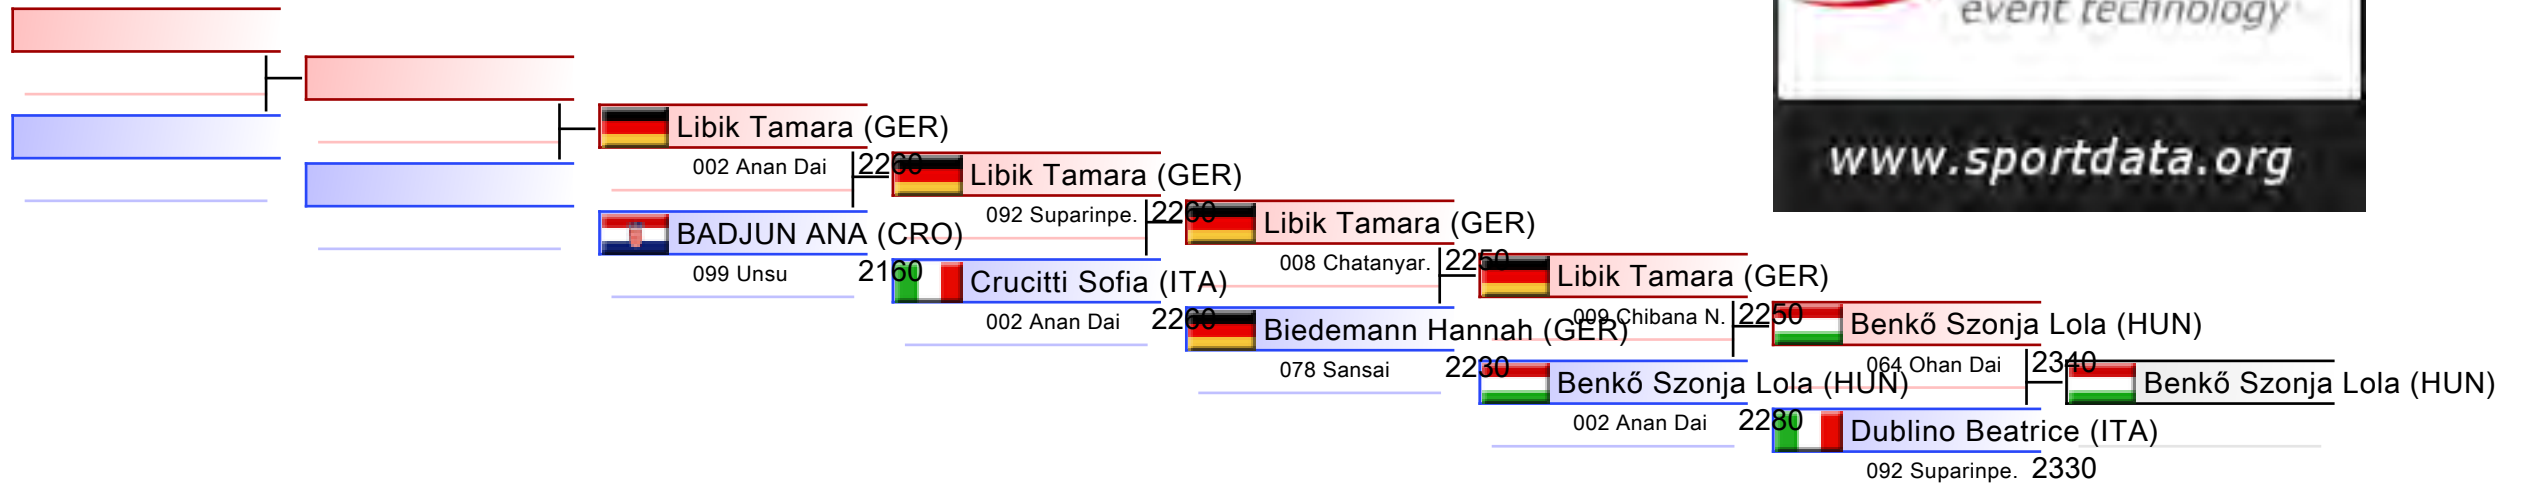 event technology
www.sportdata.org
Libik Tamara (GER)
002 Anan Dai 2260
BADJUN ANA (CRO)
099 Unsu 2160
Libik Tamara (GER)
092 Suparinpe. 2260
Crucitti Sofia (ITA)
002 Anan Dai 2260
Libik Tamara (GER)
008 Chatanyar. 2250
Biedemann Hannah (GER)
078 Sansai 2230
Libik Tamara (GER)
009 Chibana N. 2250
Benkő Szonja Lola (HUN)
002 Anan Dai 2280
Benkő Szonja Lola (HUN)
064 Ohan Dai 2340
Dublino Beatrice (ITA)
092 Suparinpe. 2330
Benkő Szonja Lola (HUN)